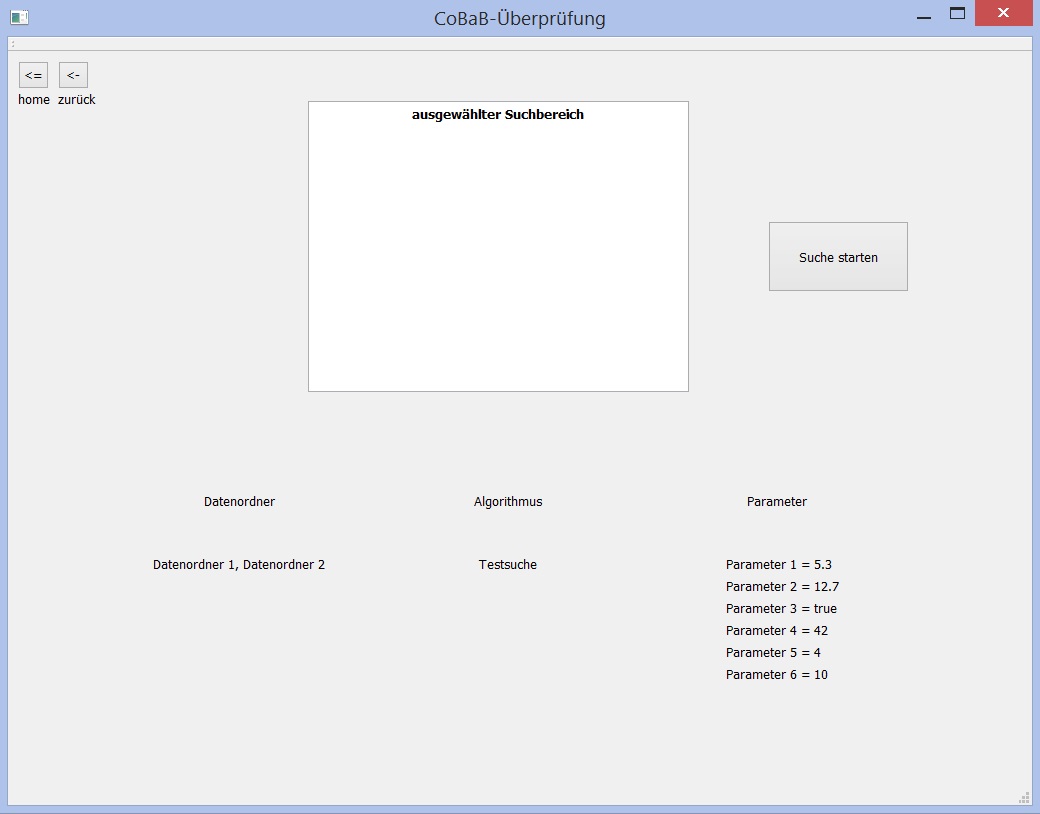 CoBaB-Überprüfung
<= <-
home zurück
ausgewählter Suchbereich
Suche starten
Datenordner Algorithmus Parameter
Datenordner 1, Datenordner 2 Testsuche Parameter 1 = 5.3
Parameter 2 = 12.7
Parameter 3 = true
Parameter 4 = 42
Parameter 5 = 4
Parameter 6 = 10